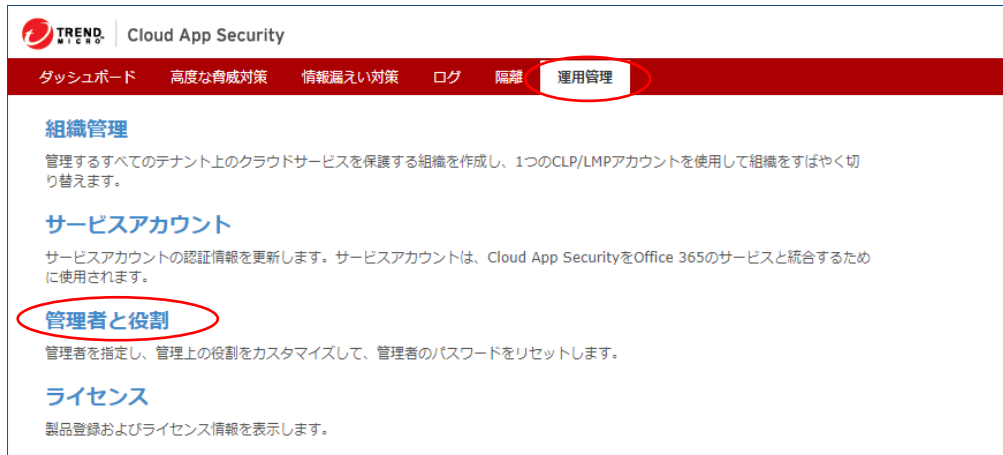 TREND MICRO Cloud App Security
ダッシュボード 高度な脅威対策 情報漏えい対策 ログ 隔離 運用管理
組織管理
管理するすべてのテナント上のクラウドサービスを保護する組織を作成し、1つのCLP/LMPアカウントを使用して組織をすばやく切
り替えます。
サービスアカウント
サービスアカウントの認証情報を更新します。サービスアカウントは、Cloud App SecurityをOffice 365のサービスと統合するため
に使用されます。
管理者と役割
管理者を指定し、管理上の役割をカスタマイズして、管理者のパスワードをリセットします。
ライセンス
製品登録およびライセンス情報を表示します。